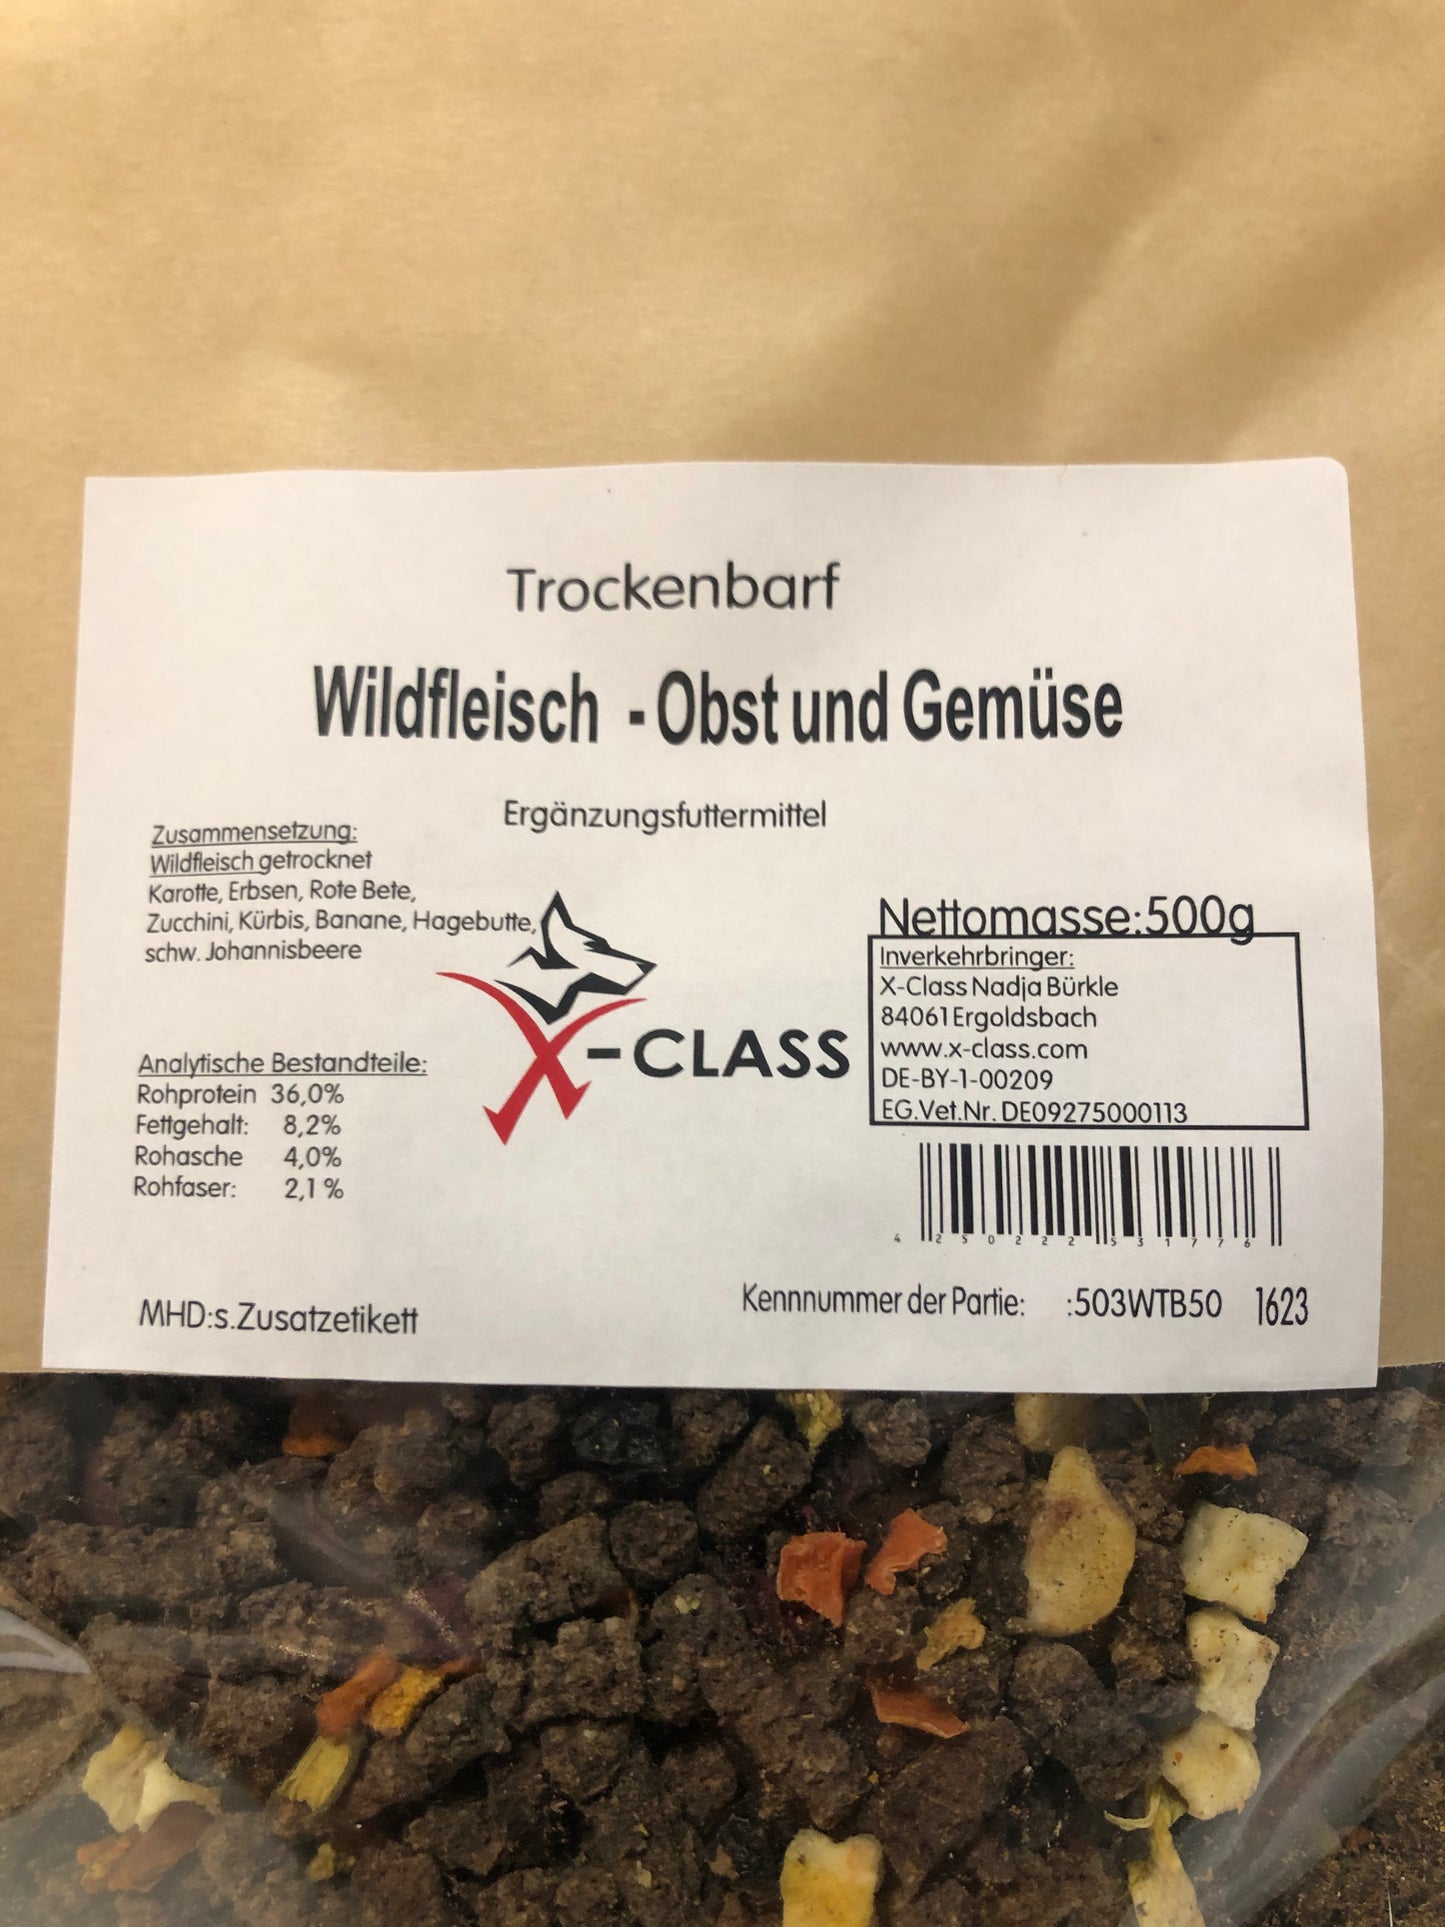 Trockenbarf
Wildfleisch - Obst und Gemüse
Ergänzungsfuttermittel
Zusammensetzung:
Wildfleisch getrocknet
Karotte, Erbsen, Rote Bete,
Zucchini, Kürbis, Banane, Hagebutte,
schw. Johannisbeere
X-CLASS
Analytische Bestandteile:
Rohprotein 36,0%
Fettgehalt: 8,2%
Rohasche 4,0%
Rohfaser: 2,1 %
Nettomasse:500g
Inverkehrbringer:
X-Class Nadja Bürkle
84061 Ergoldsbach
www.x-class.com
DE-BY-1-00209
EG.Vet.Nr. DE09275000113
4 250222 531776
MHD:s.Zusatzetikett
Kennnummer der Partie: :503WTB50 1623